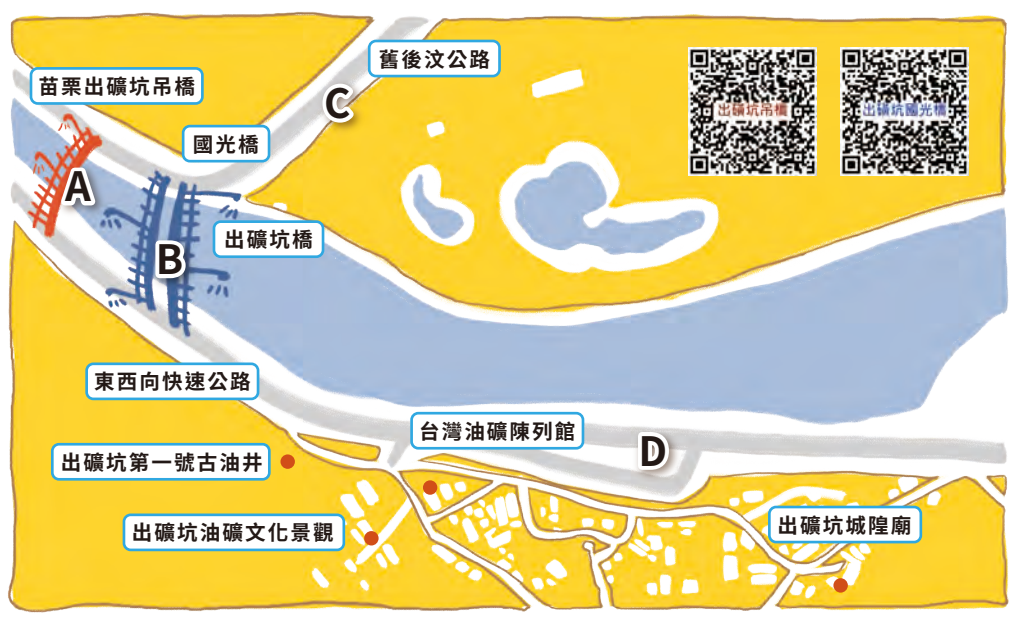 舊後汶公路
苗栗出礦坑吊橋
C
出礦坑吊橋
出礦坑國光橋
國光橋
A
出礦坑橋
B
東西向快速公路
台灣油礦陳列館
D
出礦坑第一號古油井
出礦坑油礦文化景觀
出礦坑城隍廟